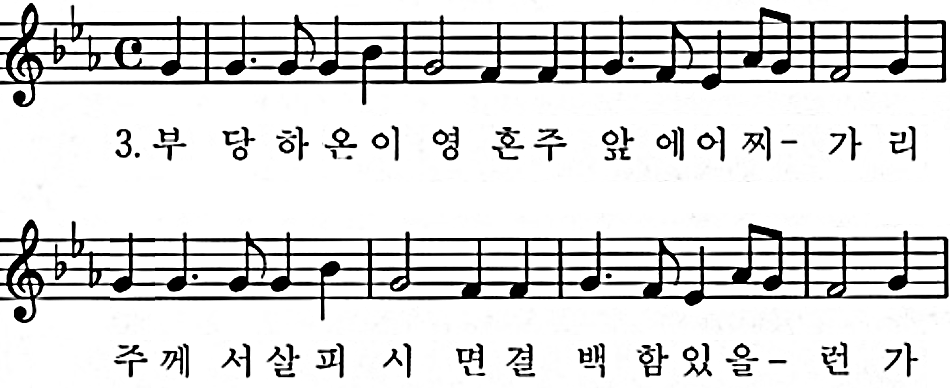 3. 부 당 하 온 이 영 혼 주 앞 에 어 찌 - 가 리
주 께 서 살 피 시 면 결 백 함 있 을 - 런 가